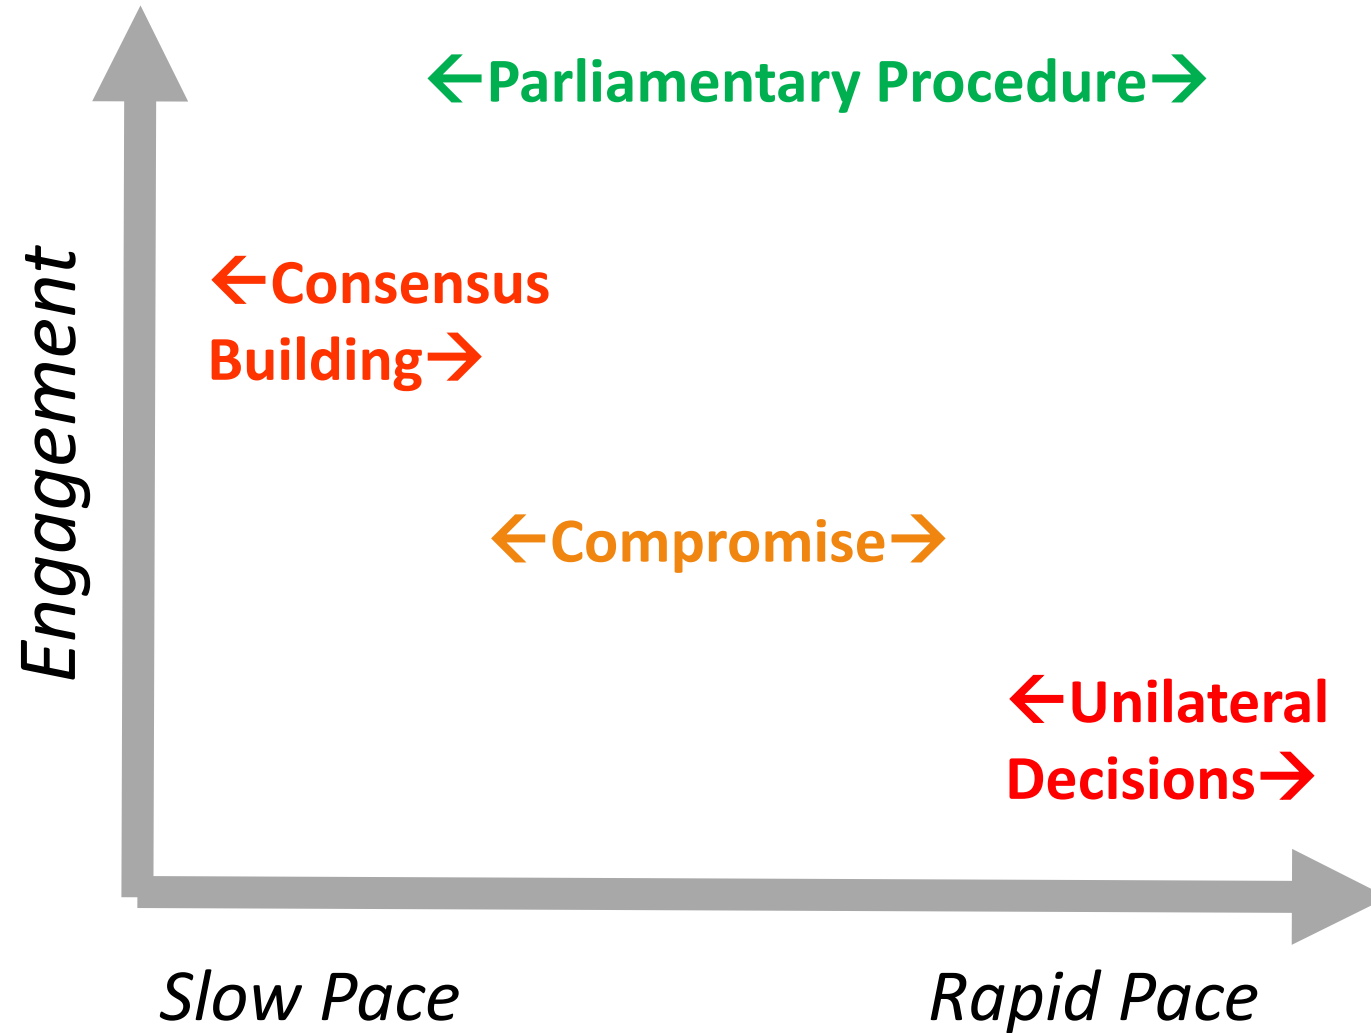 ←Parliamentary Procedure→
←Consensus
Building→
Engagement
←Compromise→
←Unilateral
Decisions→
Slow Pace
Rapid Pace